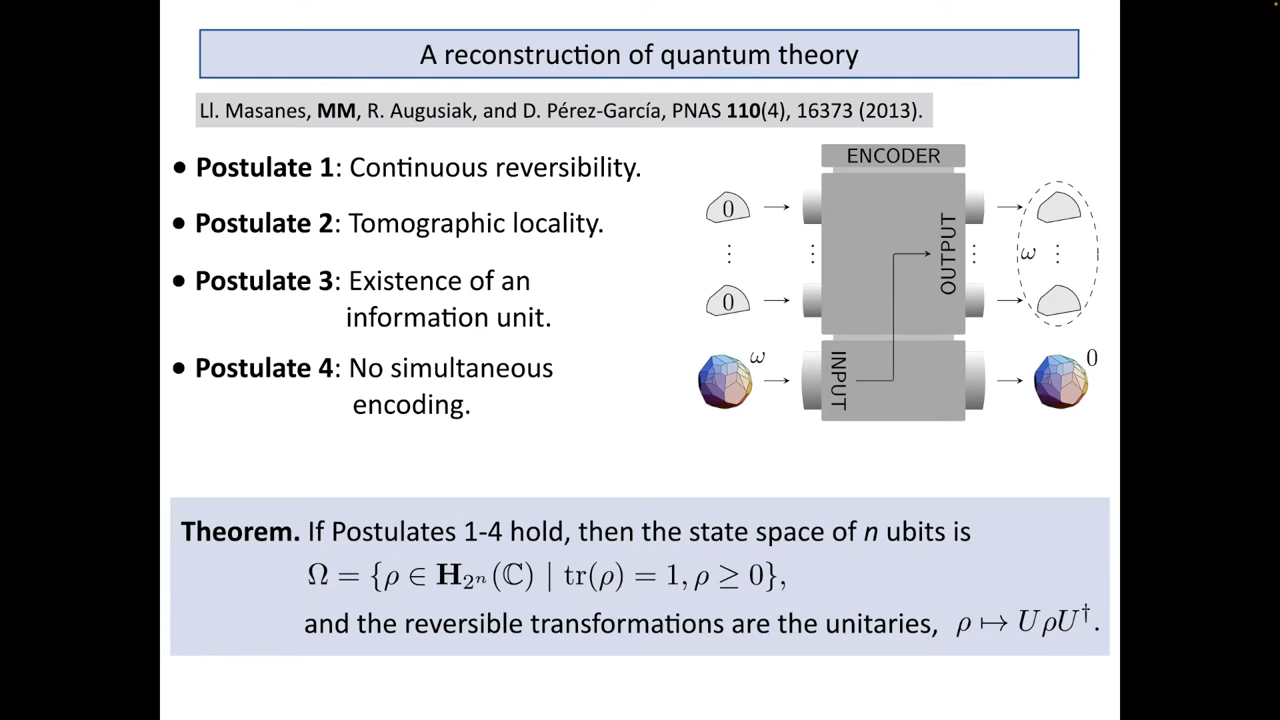 A reconstruction of quantum theory
Ll. Masanes, MM, R. Augusiak, and D. Pérez-García, PNAS 110(4), 16373 (2013).
• Postulate 1: Continuous reversibility.
• Postulate 2: Tomographic locality.
• Postulate 3: Existence of an
information unit.
• Postulate 4: No simultaneous
encoding.
ENCODER
0
⋮ ⋮ ⋮ ω ⋮
OUTPUT
0
ω
INPUT
0
Theorem. If Postulates 1-4 hold, then the state space of n ubits is
Ω = {ρ ∈ H₂ⁿ(ℂ) | tr(ρ) = 1, ρ ≥ 0},
and the reversible transformations are the unitaries, ρ ↦ UρU†.